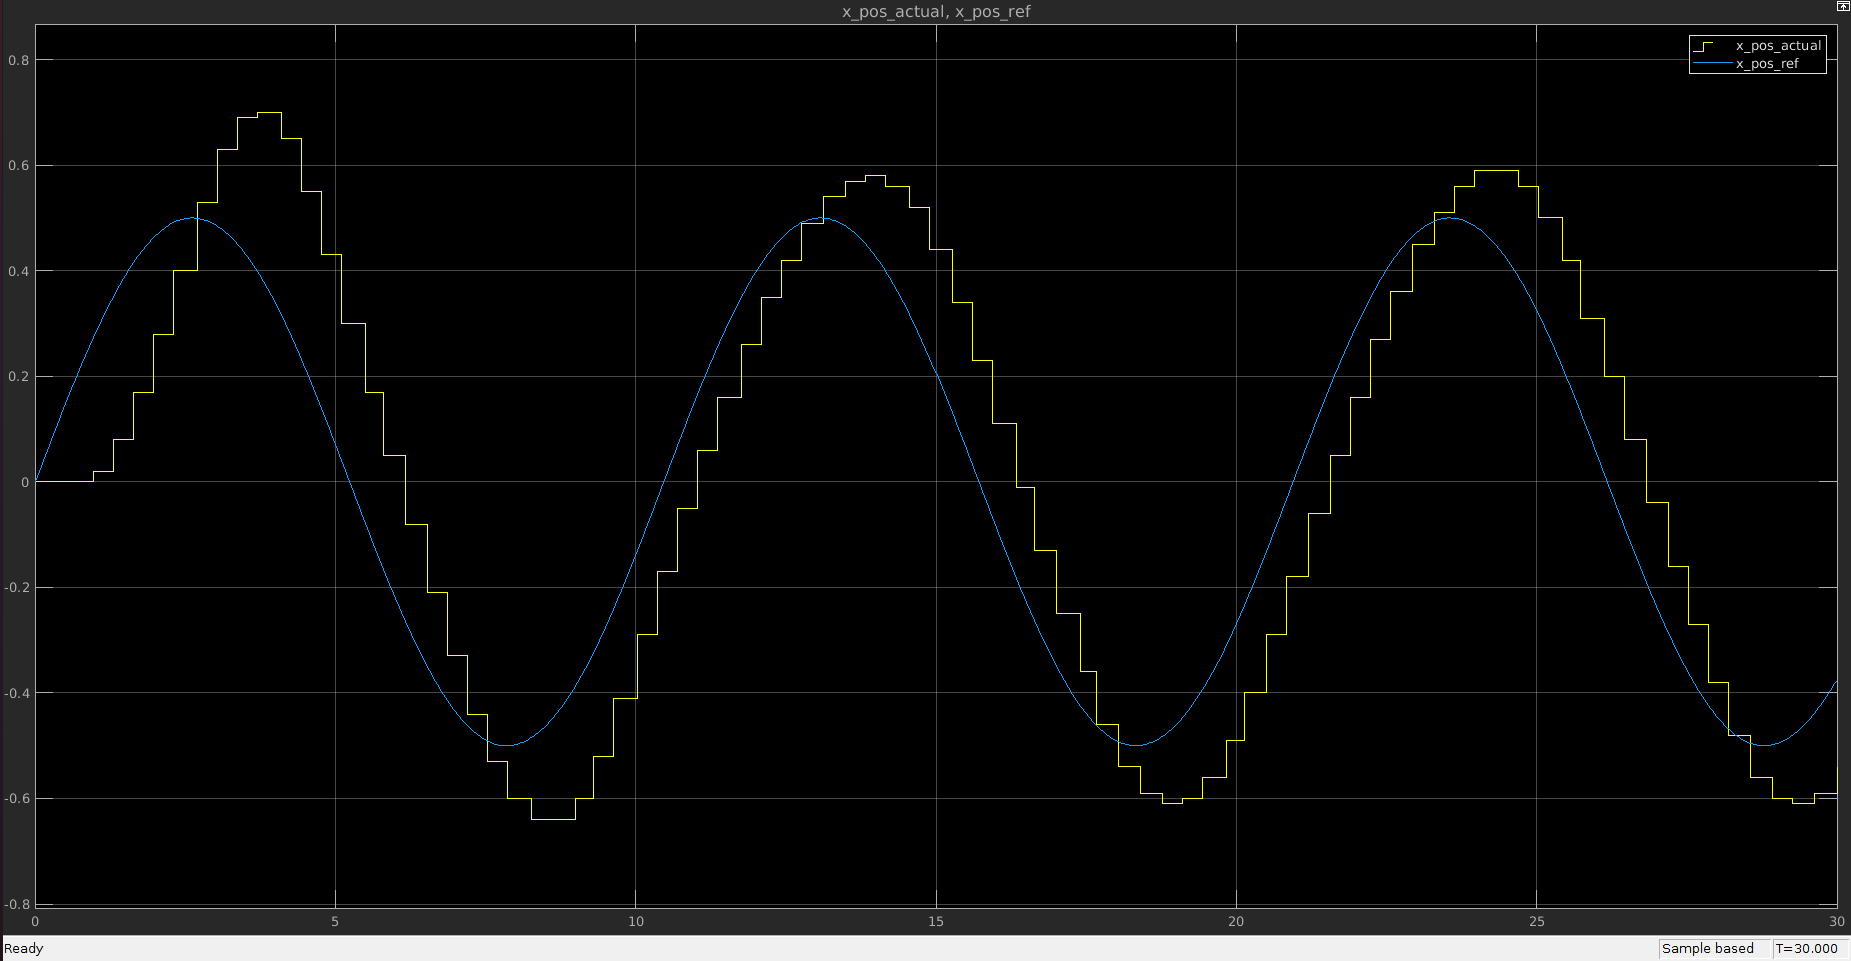 x_pos_actual, x_pos_ref
x_pos_actual
x_pos_ref
0.8
0.6
0.4
0.2
0
-0.2
-0.4
-0.6
-0.8
0 5 10 15 20 25 30
Ready Sample based T=30.000